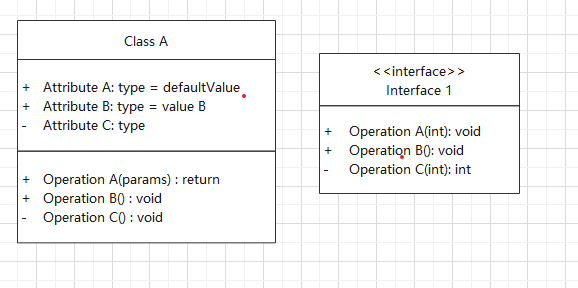 Class A
+ Attribute A: type = defaultValue
+ Attribute B: type = value B
- Attribute C: type
+ Operation A(params) : return
+ Operation B() : void
- Operation C() : void
<<interface>>
Interface 1
+ Operation A(int): void
+ Operation B(): void
- Operation C(int): int